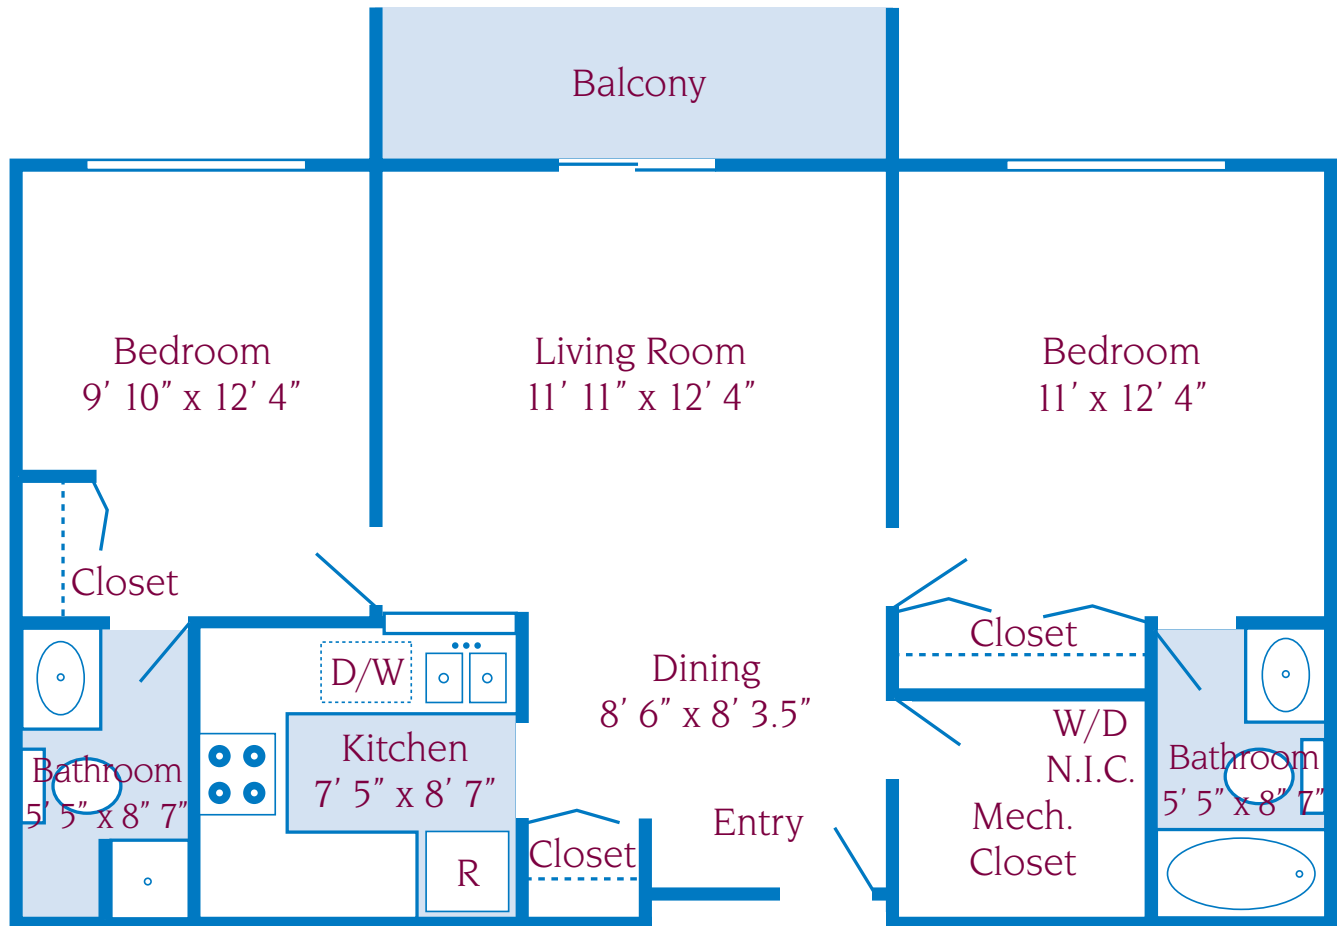 Balcony
Bedroom
9’ 10” x 12’ 4”
Living Room
11’ 11” x 12’ 4”
Bedroom
11’ x 12’ 4”
Closet
Closet
D/W
Dining
8’ 6” x 8’ 3.5”
W/D
N.I.C.
Kitchen
7’ 5” x 8’ 7”
Bathroom
5’ 5” x 8” 7”
Bathroom
5’ 5” x 8” 7”
Entry
Mech.
Closet
Closet
R